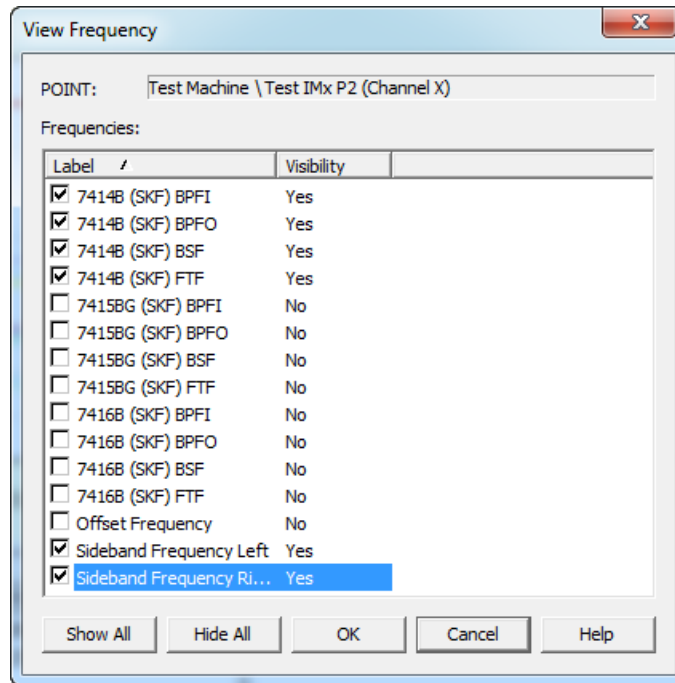 View Frequency
POINT: Test Machine \ Test IMx P2 (Channel X)
Frequencies:
Label Visibility
7414B (SKF) BPFI Yes
7414B (SKF) BPFO Yes
7414B (SKF) BSF Yes
7414B (SKF) FTF Yes
7415BG (SKF) BPFI No
7415BG (SKF) BPFO No
7415BG (SKF) BSF No
7415BG (SKF) FTF No
7416B (SKF) BPFI No
7416B (SKF) BPFO No
7416B (SKF) BSF No
7416B (SKF) FTF No
Offset Frequency No
Sideband Frequency Left Yes
Sideband Frequency Ri... Yes
Show All Hide All OK Cancel Help